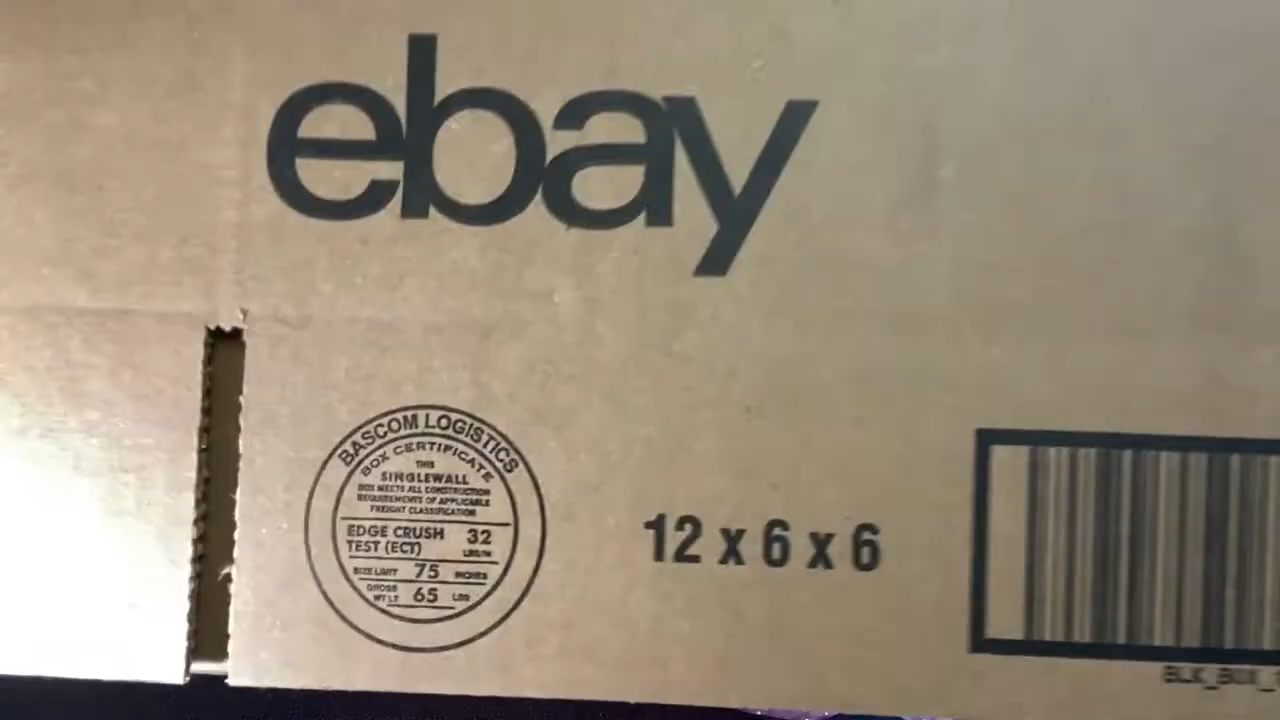 ebay
BASCOM LOGISTICS
BOX CERTIFICATE
THIS
SINGLEWALL
BOX MEETS ALL CONSTRUCTION
REQUIREMENTS OF APPLICABLE
FREIGHT CLASSIFICATION
EDGE CRUSH
TEST (ECT)
32
LBS/IN
SIZE LIMIT 75 INCHES
GROSS
WT LT 65 LBS
12 x 6 x 6